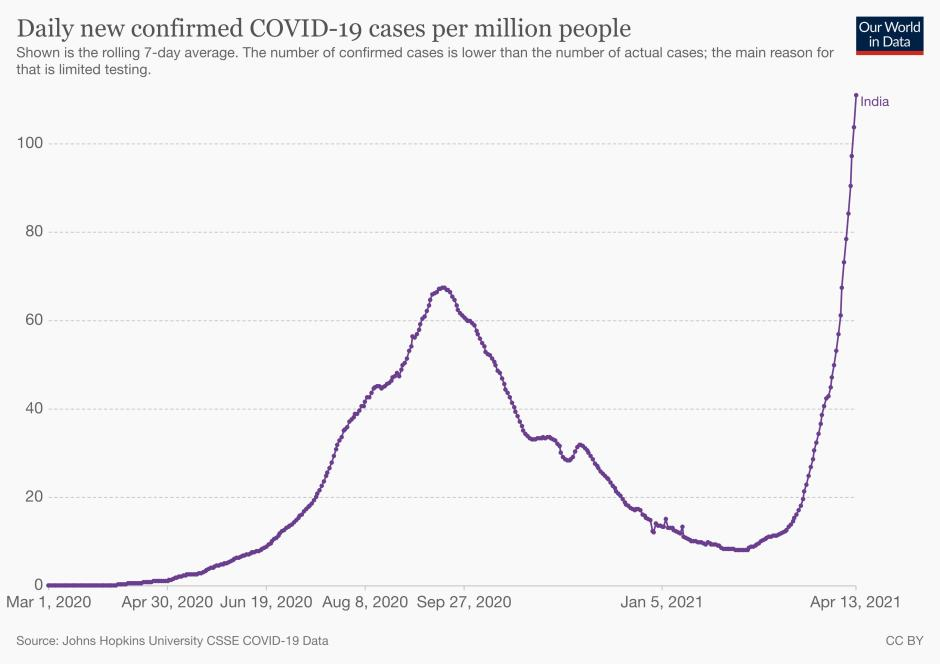 Daily new confirmed COVID-19 cases per million people
Shown is the rolling 7-day average. The number of confirmed cases is lower than the number of actual cases; the main reason for
that is limited testing.
Our World
in Data
India
100
80
60
40
20
0
Mar 1, 2020 Apr 30, 2020 Jun 19, 2020 Aug 8, 2020 Sep 27, 2020 Jan 5, 2021 Apr 13, 2021
Source: Johns Hopkins University CSSE COVID-19 Data CC BY